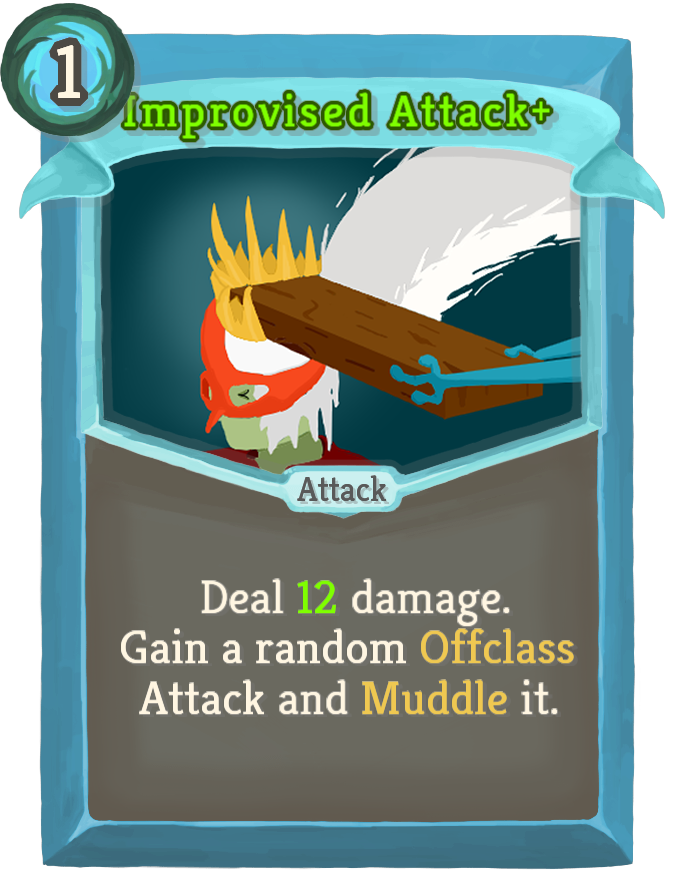 1
Improvised Attack+
Attack
Deal 12 damage.
Gain a random Offclass
Attack and Muddle it.